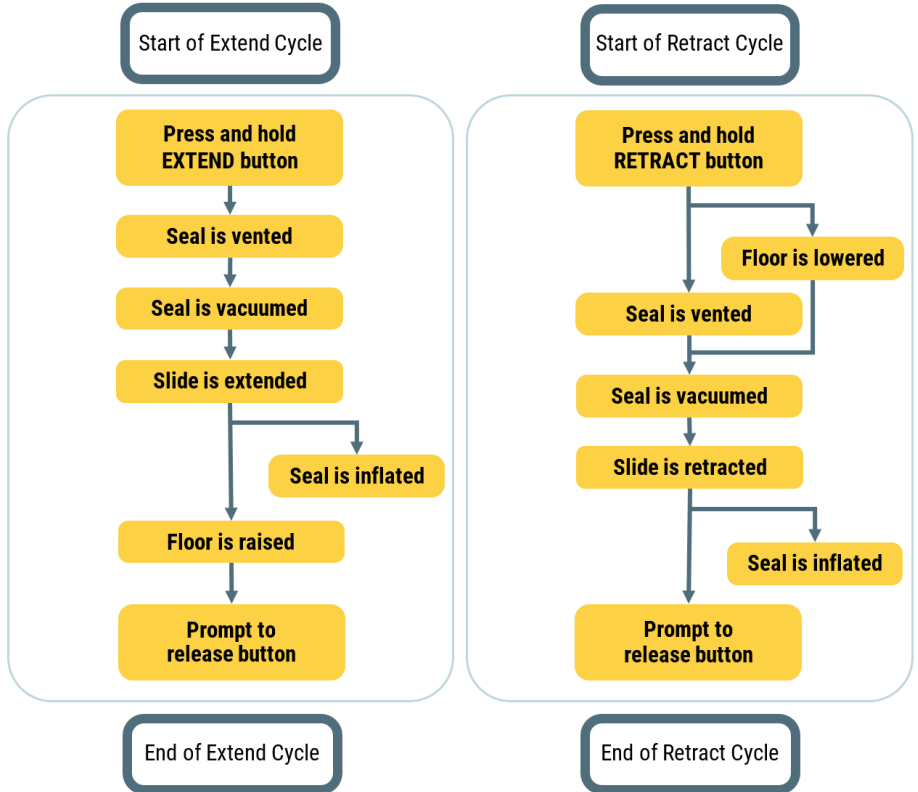 Start of Extend Cycle
Press and hold
EXTEND button
Seal is vented
Seal is vacuumed
Slide is extended
Seal is inflated
Floor is raised
Prompt to
release button
End of Extend Cycle
Start of Retract Cycle
Press and hold
RETRACT button
Floor is lowered
Seal is vented
Seal is vacuumed
Slide is retracted
Seal is inflated
Prompt to
release button
End of Retract Cycle